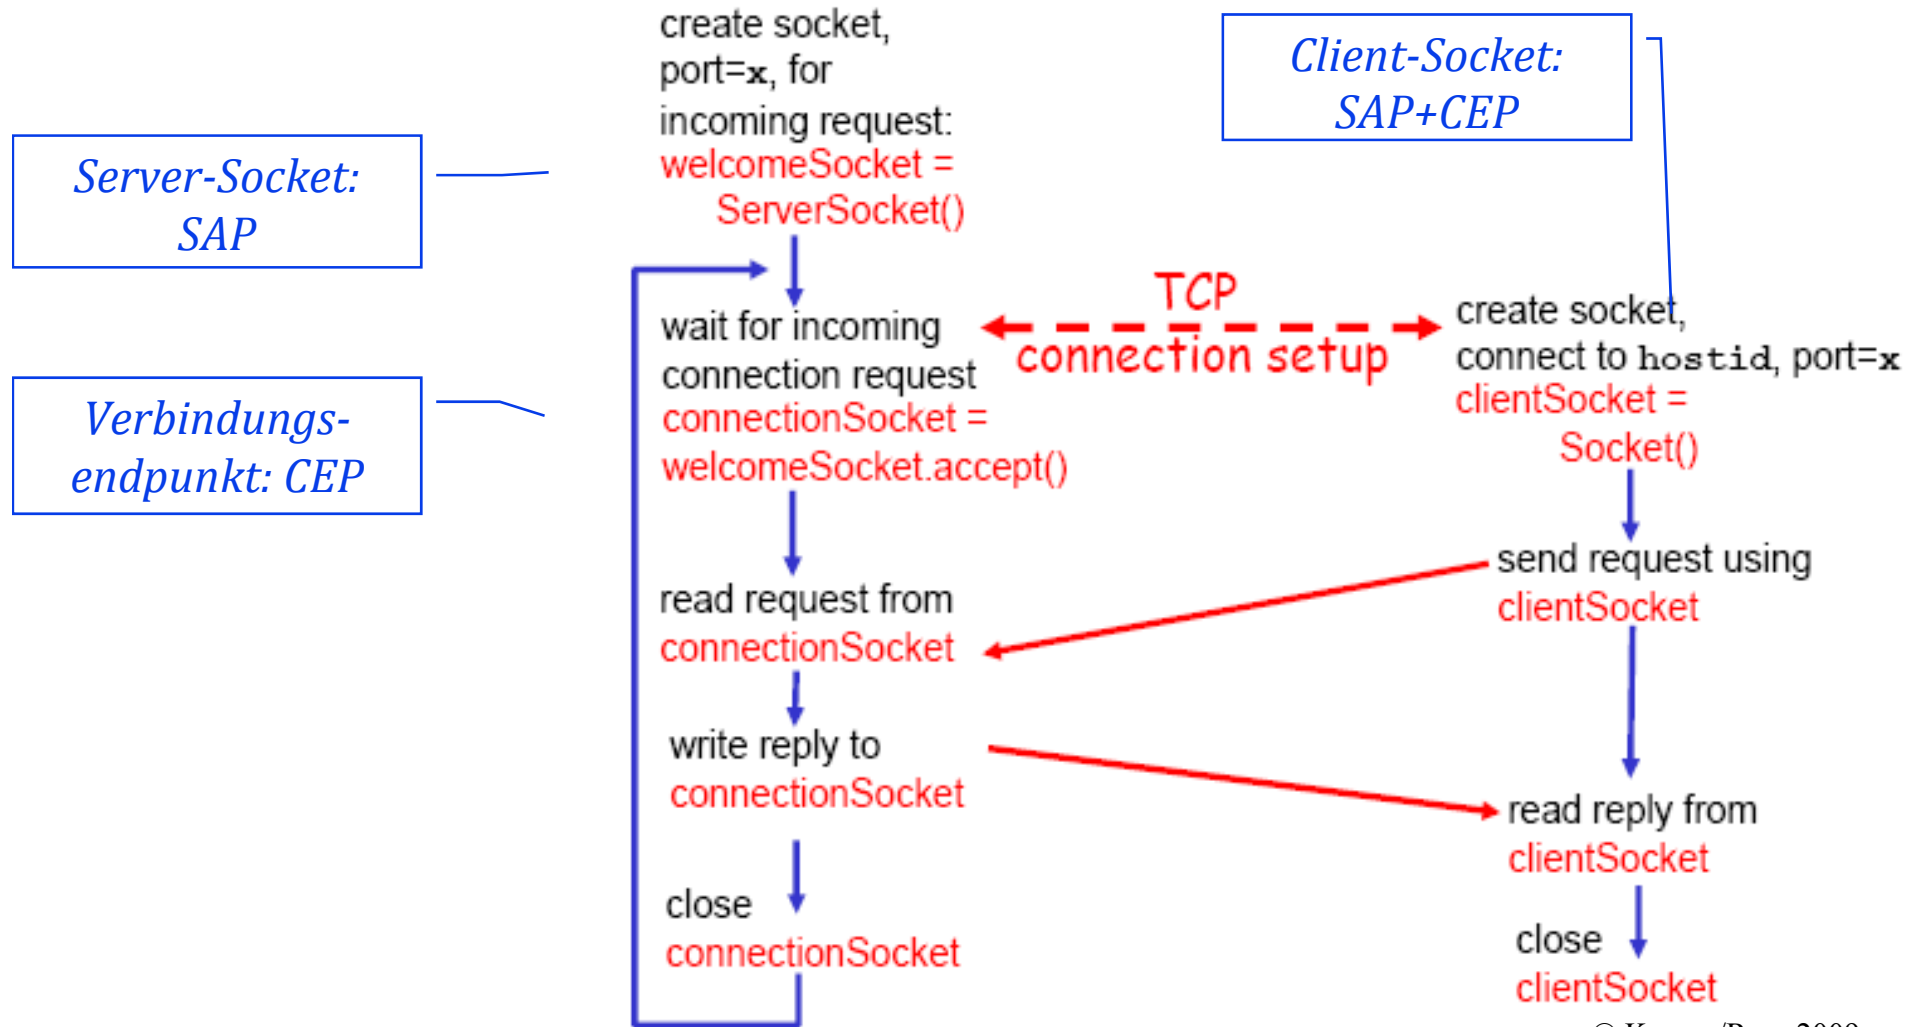 create socket,
port=x, for
incoming request:
welcomeSocket =
ServerSocket()
Client-Socket:
SAP+CEP
Server-Socket:
SAP
TCP
connection setup
wait for incoming
connection request
connectionSocket =
welcomeSocket.accept()
create socket,
connect to hostid, port=x
clientSocket =
Socket()
Verbindungs-
endpunkt: CEP
send request using
clientSocket
read request from
connectionSocket
write reply to
connectionSocket
read reply from
clientSocket
close
connectionSocket
close
clientSocket